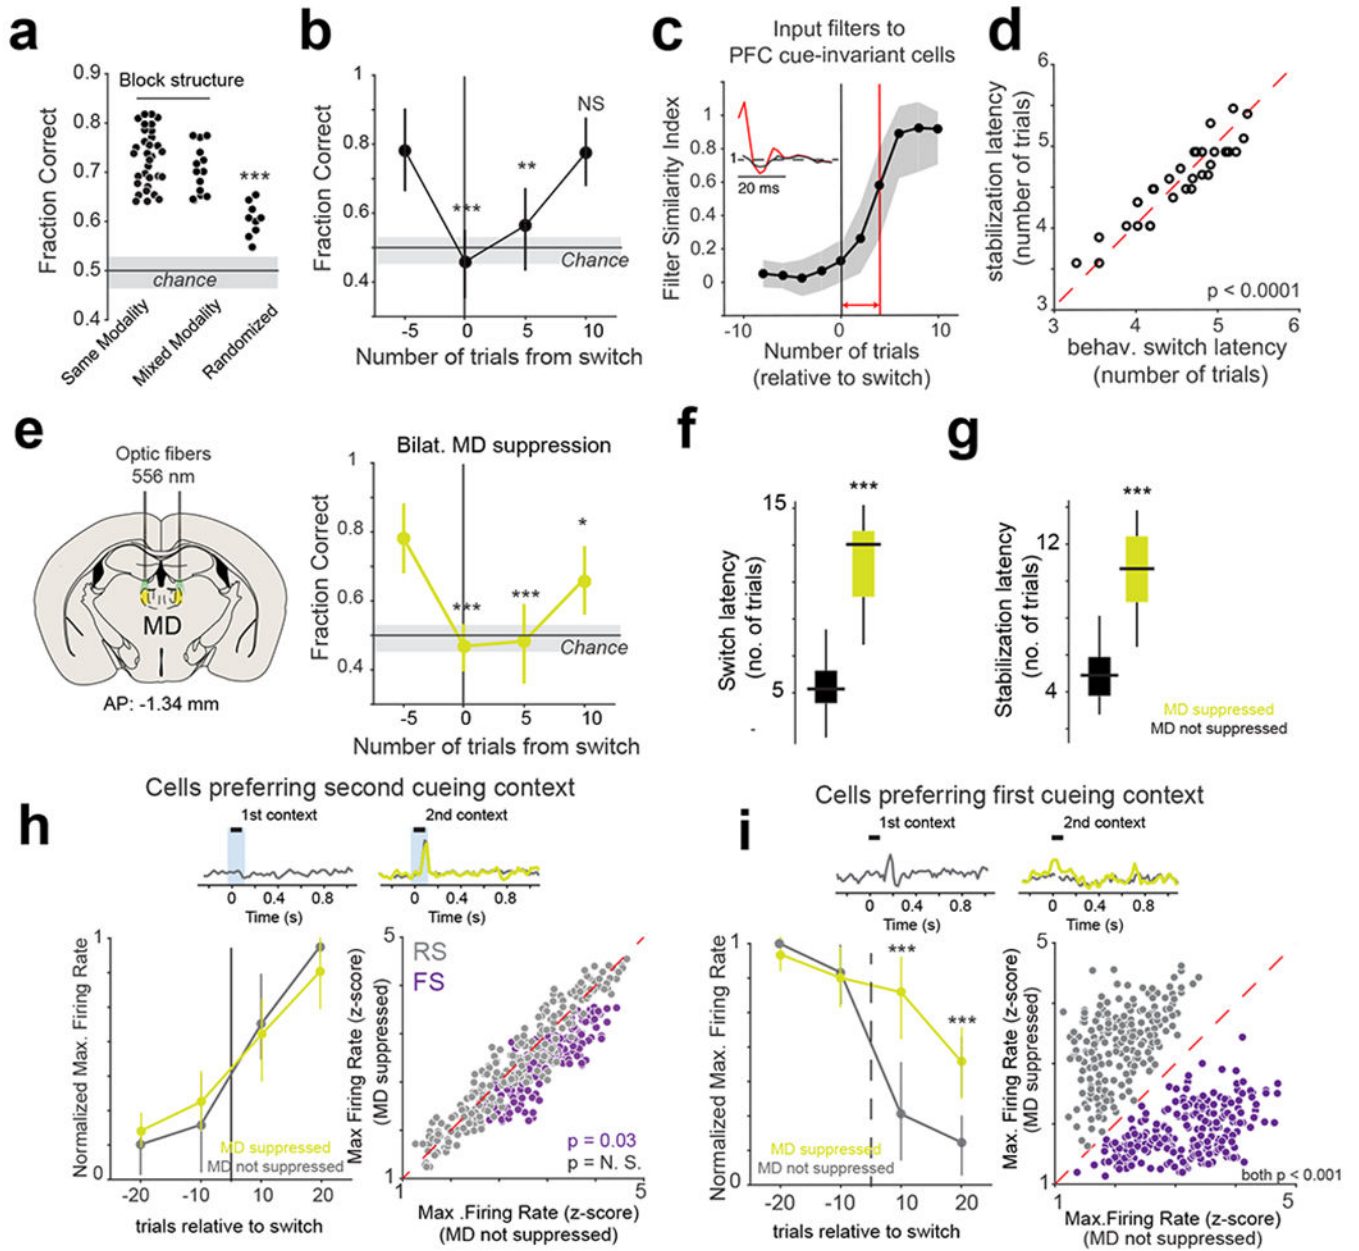 a
Block structure
Fraction Correct
0.9
0.8
0.7
0.6
0.5
0.4
***
chance
Same Modality
Mixed Modality
Randomized
b
Fraction Correct
1
0.8
0.6
0.4
***
**
NS
Chance
-5
0
5
10
Number of trials from switch
c
Input filters to
PFC cue-invariant cells
Filter Similarity Index
1
0.8
0.6
0.4
0.2
0
1
20 ms
-10
0
10
Number of trials
(relative to switch)
d
stabilization latency
(number of trials)
6
5
4
3
p < 0.0001
3
4
5
6
behav. switch latency
(number of trials)
e
Optic fibers
556 nm
MD
AP: -1.34 mm
Bilat. MD suppression
Fraction Correct
1
0.8
0.6
0.4
***
***
*
Chance
-5
0
5
10
Number of trials from switch
f
Switch latency
(no. of trials)
15
5
-
***
g
Stabilization latency
(no. of trials)
12
4
***
MD suppressed
MD not suppressed
h
Cells preferring second cueing context
1st context
2nd context
0
0.4
0.8
Time (s)
0
0.4
0.8
Time (s)
Normalized Max. Firing Rate
1
0
MD suppressed
MD not suppressed
-20
-10
10
20
trials relative to switch
Max Firing Rate (z-score)
(MD suppressed)
5
1
RS
FS
p = 0.03
p = N. S.
1
5
Max .Firing Rate (z-score)
(MD not suppressed)
i
Cells preferring first cueing context
1st context
2nd context
0
0.4
0.8
Time (s)
0
0.4
0.8
Time (s)
Normalized Max. Firing Rate
1
0
***
***
MD suppressed
MD not suppressed
-20
-10
10
20
trials relative to switch
Max. Firing Rate (z-score)
(MD suppressed)
5
1
both p < 0.001
1
5
Max.Firing Rate (z-score)
(MD not suppressed)